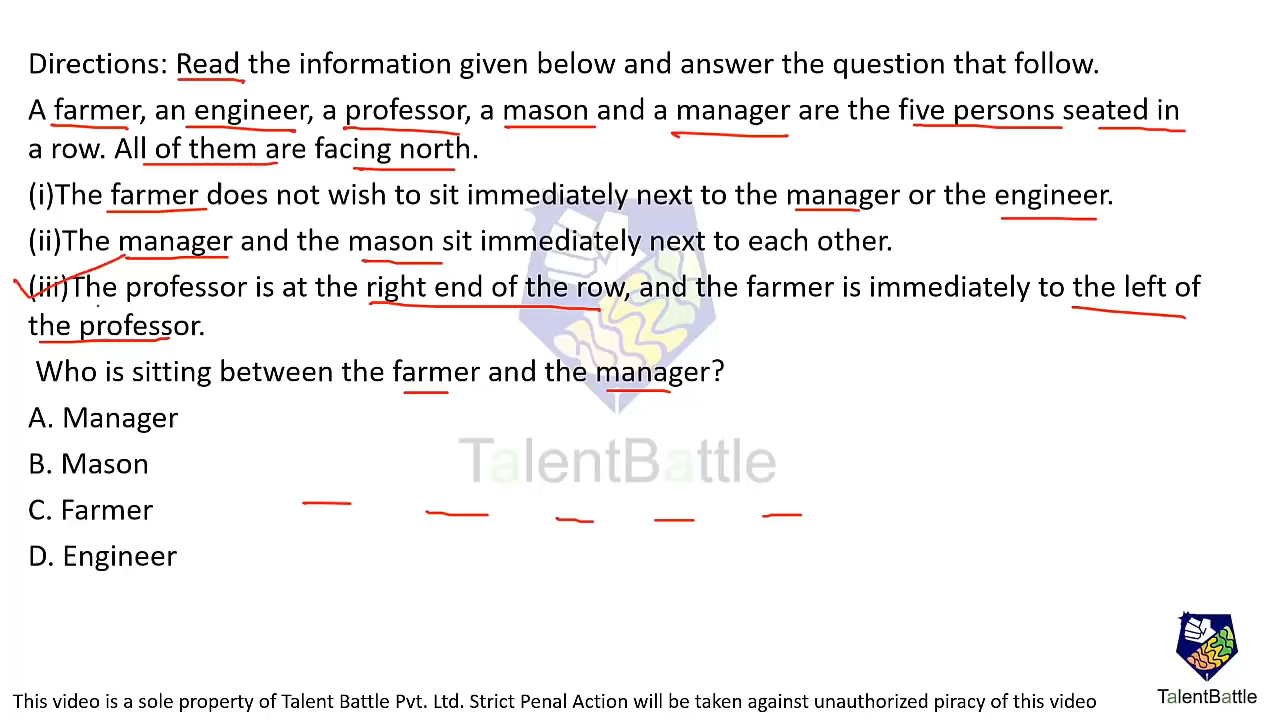 Directions: Read the information given below and answer the question that follow.
A farmer, an engineer, a professor, a mason and a manager are the five persons seated in
a row. All of them are facing north.
(i)The farmer does not wish to sit immediately next to the manager or the engineer.
(ii)The manager and the mason sit immediately next to each other.
(iii)The professor is at the right end of the row, and the farmer is immediately to the left of
the professor.
Who is sitting between the farmer and the manager?
A. Manager
B. Mason
TalentBattle
C. Farmer
D. Engineer
TalentBattle
This video is a sole property of Talent Battle Pvt. Ltd. Strict Penal Action will be taken against unauthorized piracy of this video